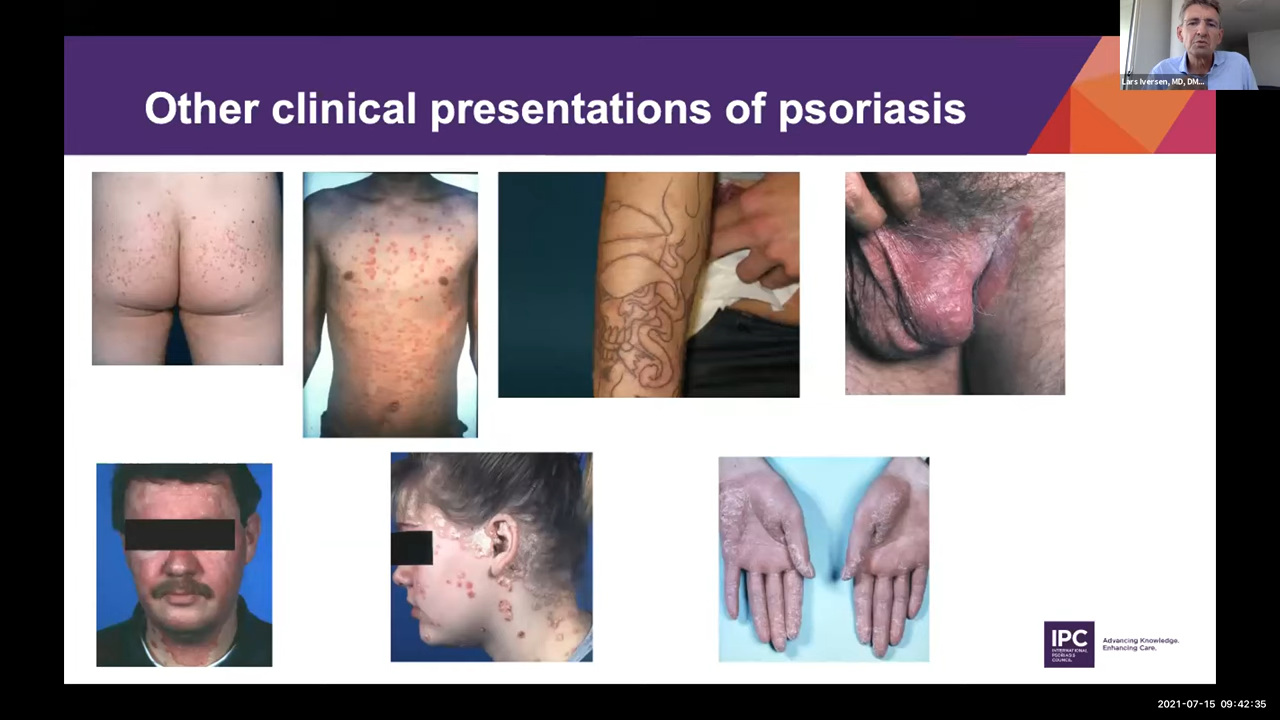 Lars Iversen, MD, DM...
Other clinical presentations of psoriasis
IPC
INTERNATIONAL
PSORIASIS
COUNCIL
Advancing Knowledge.
Enhancing Care.
2021-07-15 09:42:35